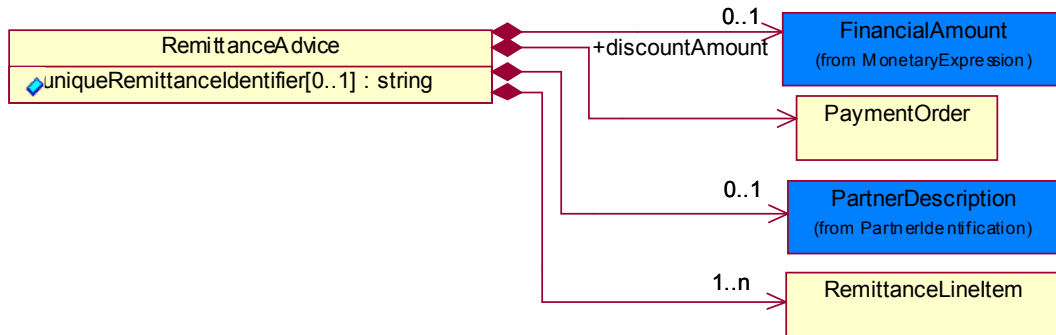 RemittanceAdvice
uniqueRemittanceIdentifier[0..1] : string
0..1
+discountAmount
FinancialAmount
(from MonetaryExpression)
PaymentOrder
0..1
PartnerDescription
(from PartnerIdentification)
1..n
RemittanceLineItem